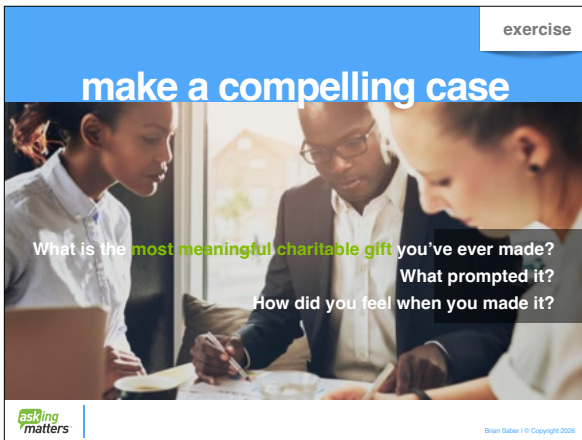 exercise
make a compelling case
What is the most meaningful charitable gift you've ever made?
What prompted it?
How did you feel when you made it?
asking
matters
Brian Saber I © Copyright 2026